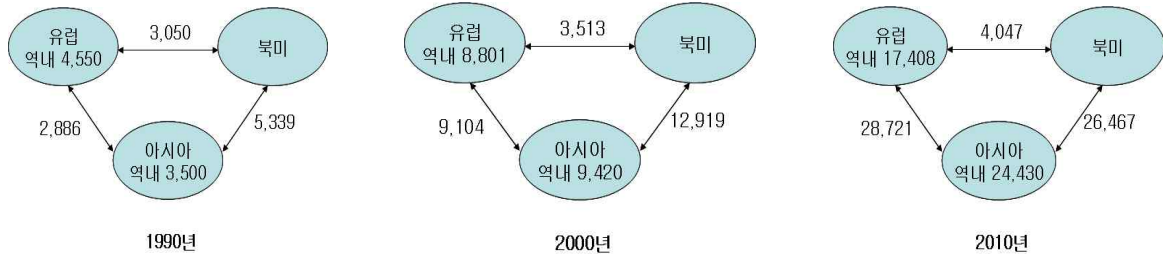 유럽
역내 4,550
3,050
북미
2,886
5,339
아시아
역내 3,500
1990년
유럽
역내 8,801
3,513
북미
9,104
12,919
아시아
역내 9,420
2000년
유럽
역내 17,408
4,047
북미
28,721
26,467
아시아
역내 24,430
2010년